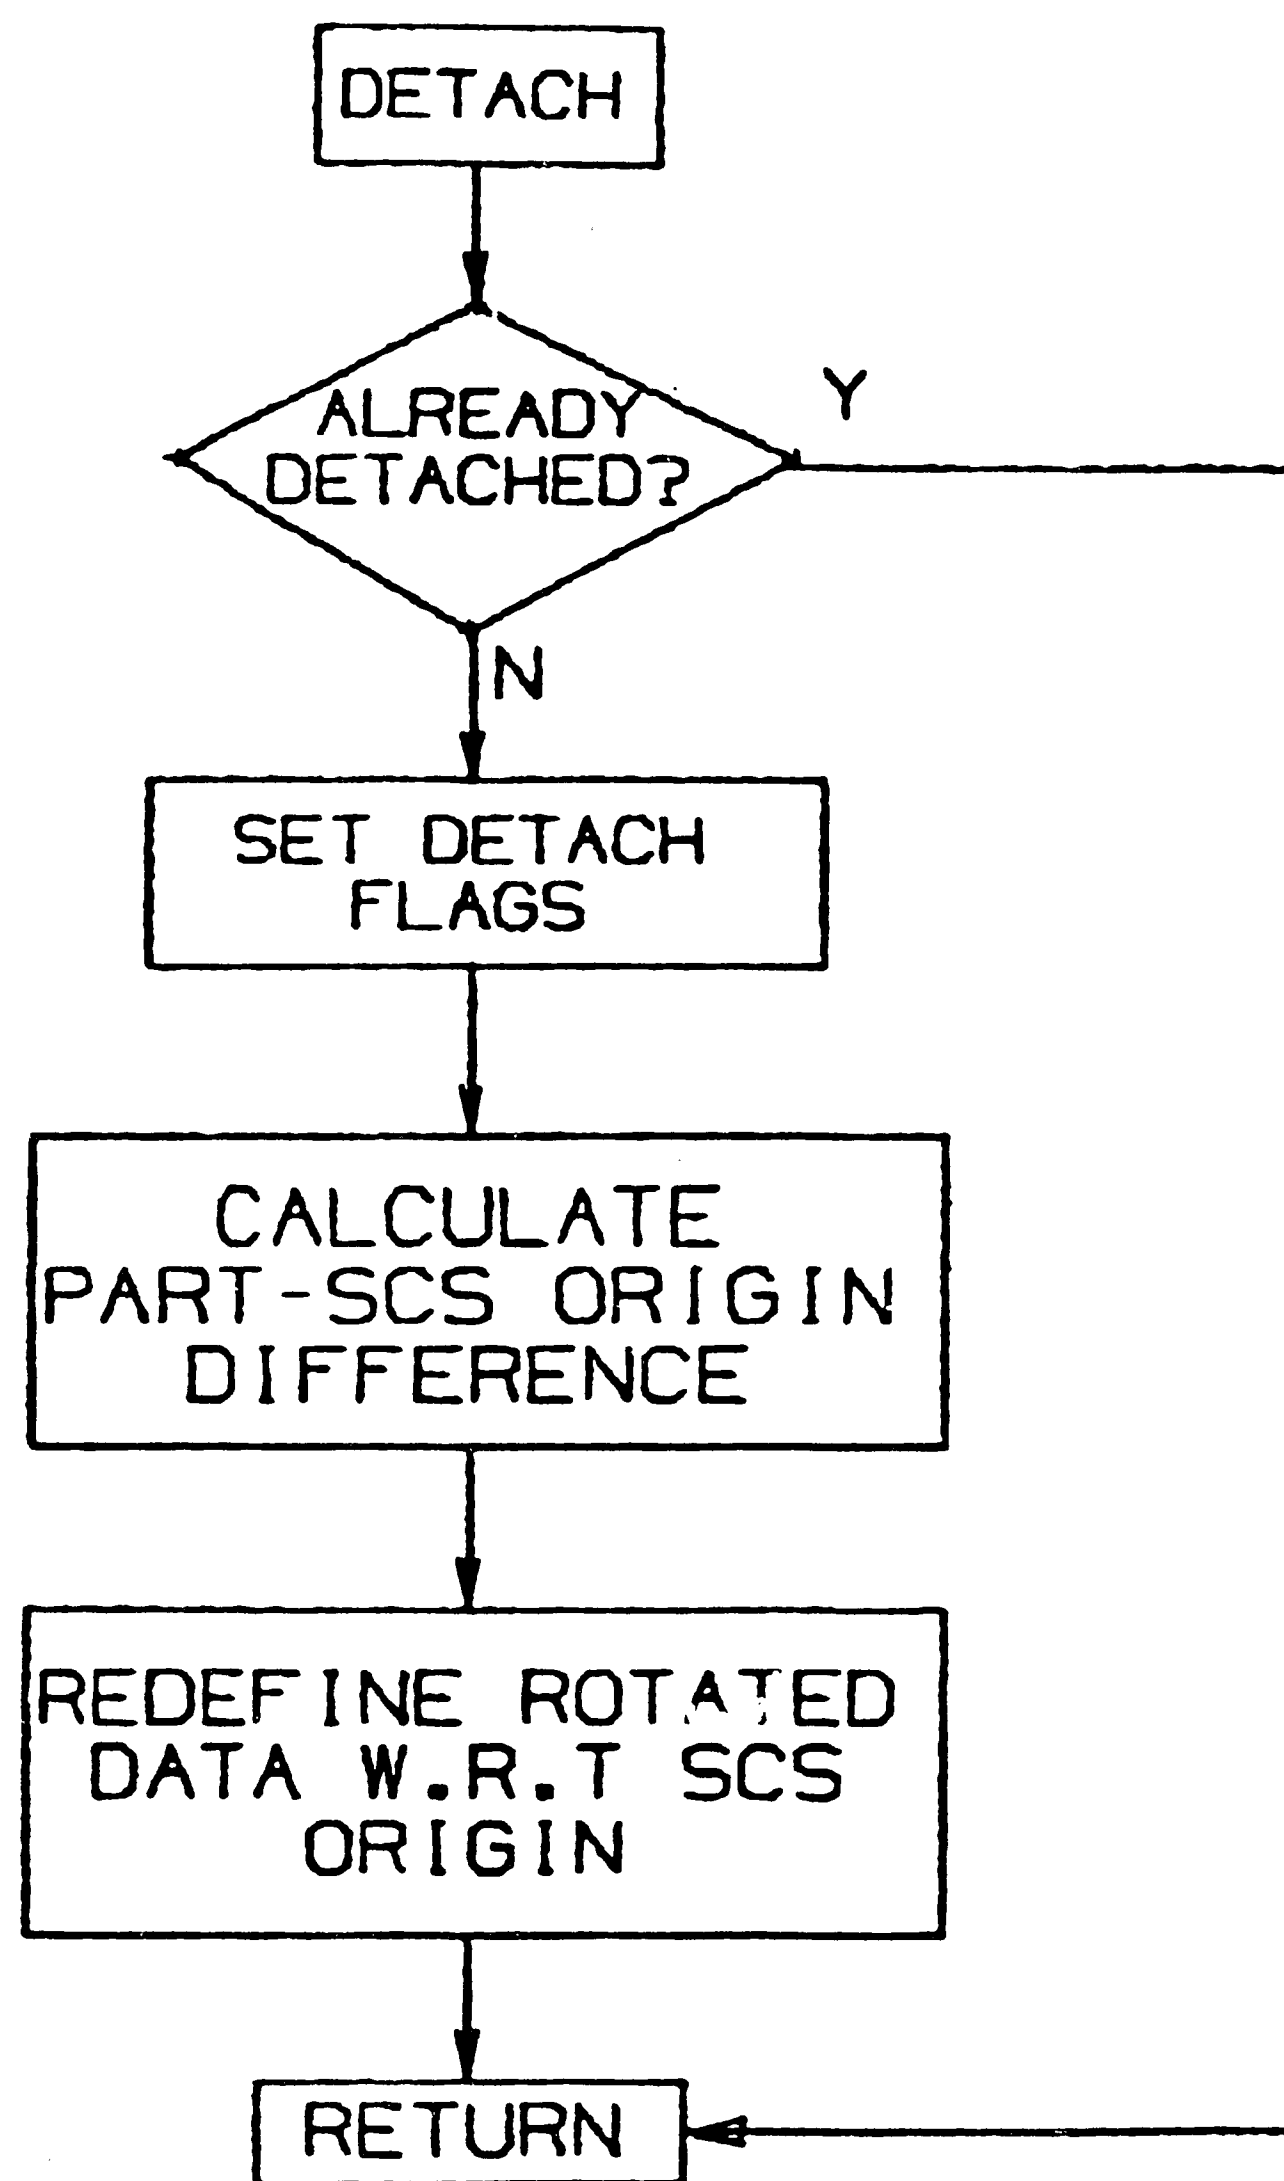 DETACH
ALREADY
DETACHED?
Y
N
SET DETACH
FLAGS
CALCULATE
PART-SCS ORIGIN
DIFFERENCE
REDEFINE ROTATED
DATA W.R.T SCS
ORIGIN
RETURN